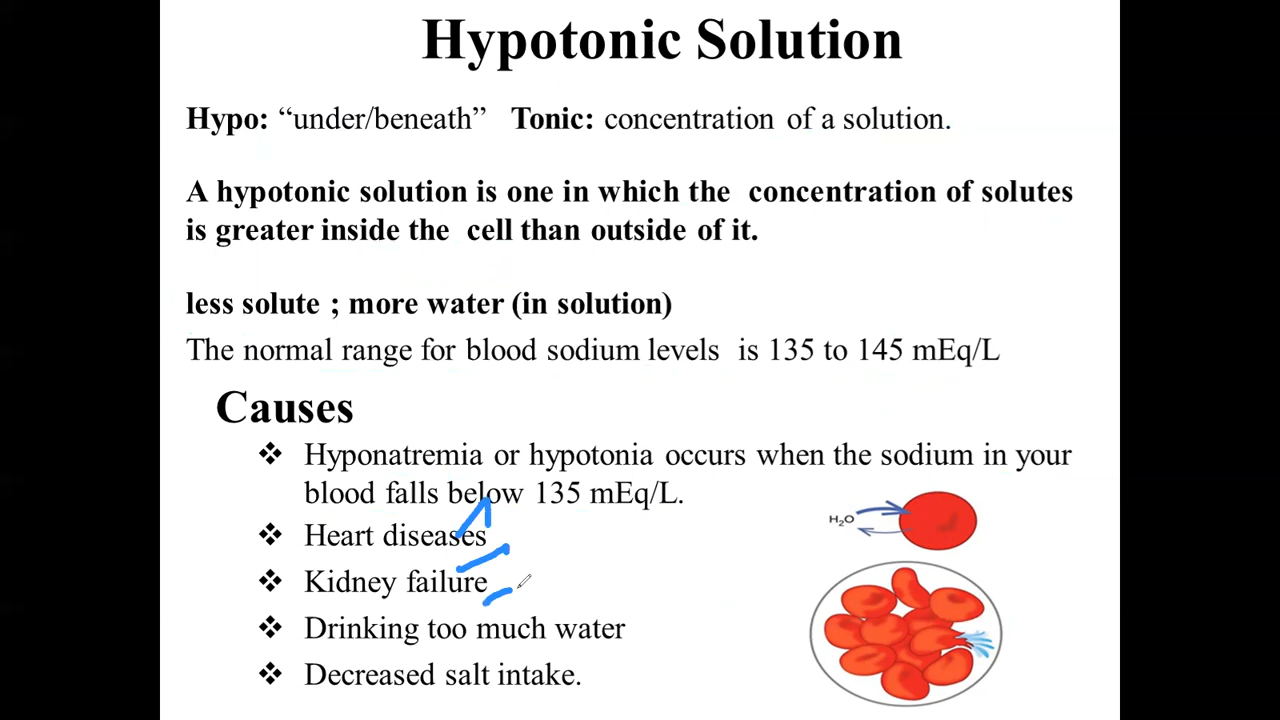 Hypotonic Solution
Hypo: “under/beneath” Tonic: concentration of a solution.
A hypotonic solution is one in which the concentration of solutes
is greater inside the cell than outside of it.
less solute ; more water (in solution)
The normal range for blood sodium levels is 135 to 145 mEq/L
Causes
❖ Hyponatremia or hypotonia occurs when the sodium in your
blood falls below 135 mEq/L.
❖ Heart diseases
❖ Kidney failure
❖ Drinking too much water
❖ Decreased salt intake.
H₂O